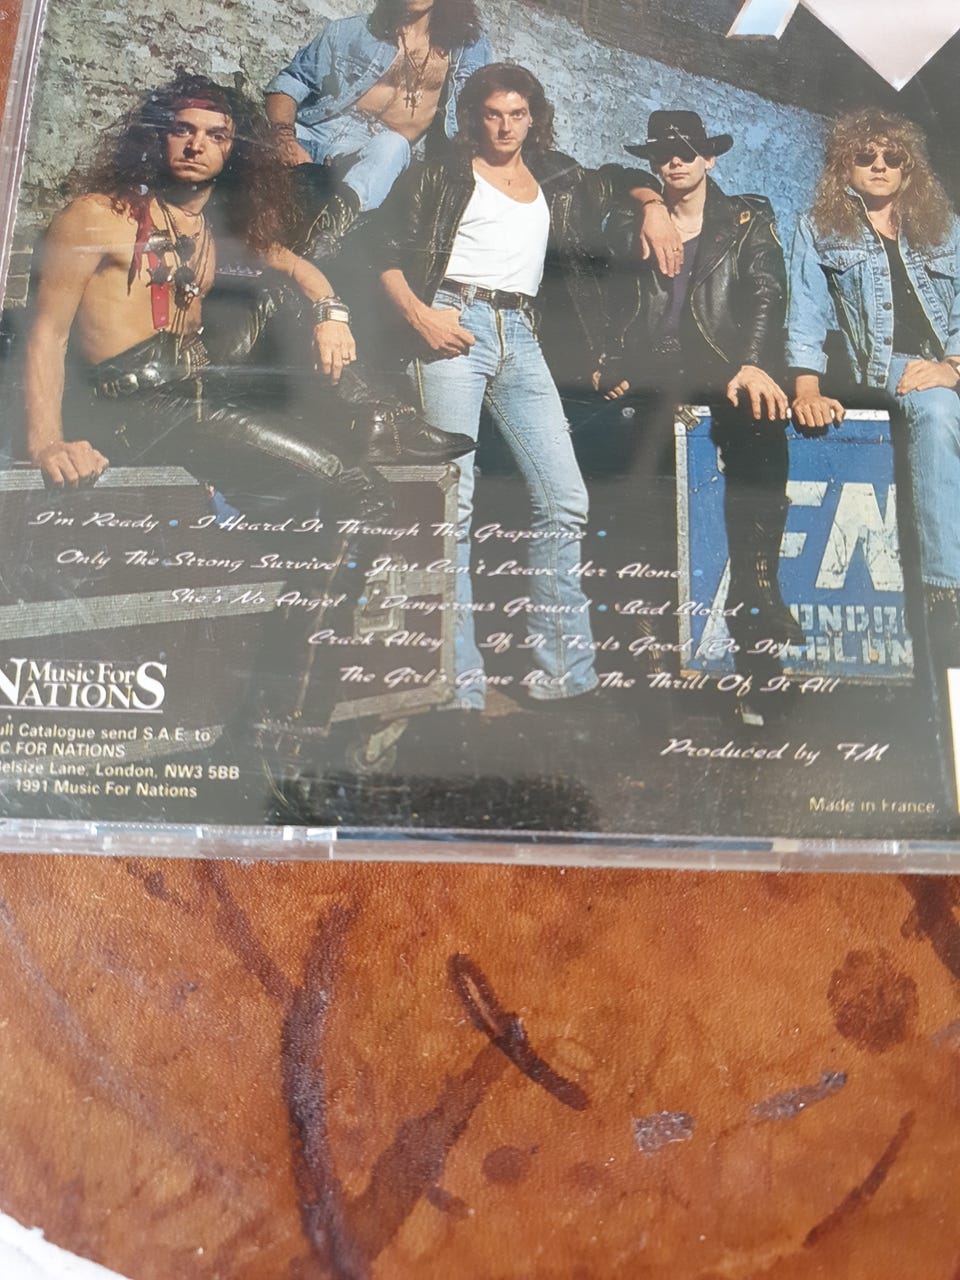 I'm Ready • I Heard It Through The Grapevine •
Only The Strong Survive • Just Can't Leave Her Alone •
She's No Angel • Dangerous Ground • Bad Blood •
Crack Alley If It Feels Good (Do It)
The Girl's Gone Bad The Thrill Of It All
Produced by FM
Made in France.
Music For
NATIONS
ull Catalogue send S.A.E. to
C FOR NATIONS
elsize Lane, London, NW3 5BB
1991 Music For Nations
FM